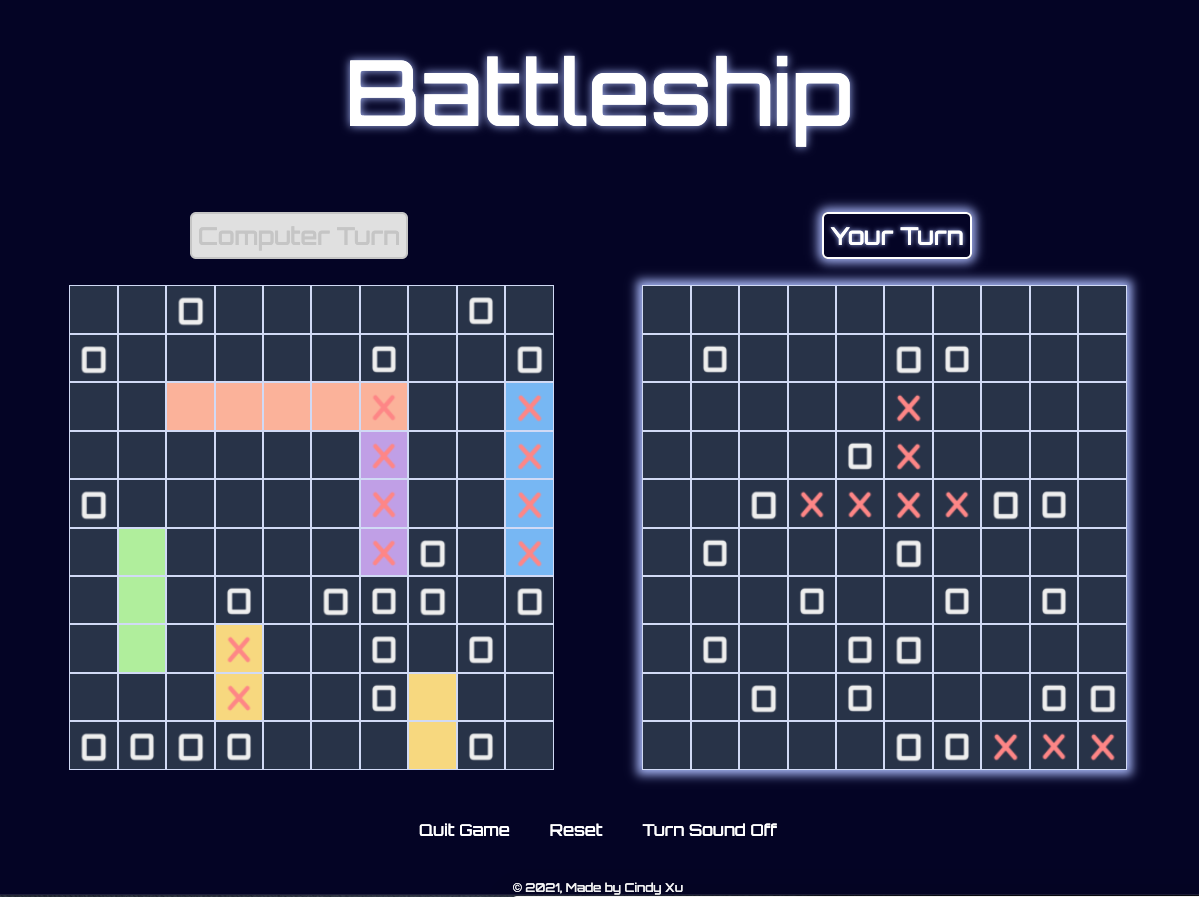 Battleship
Computer Turn
Your Turn
Quit Game
Reset
Turn Sound Off
© 2021, Made by Cindy Xu